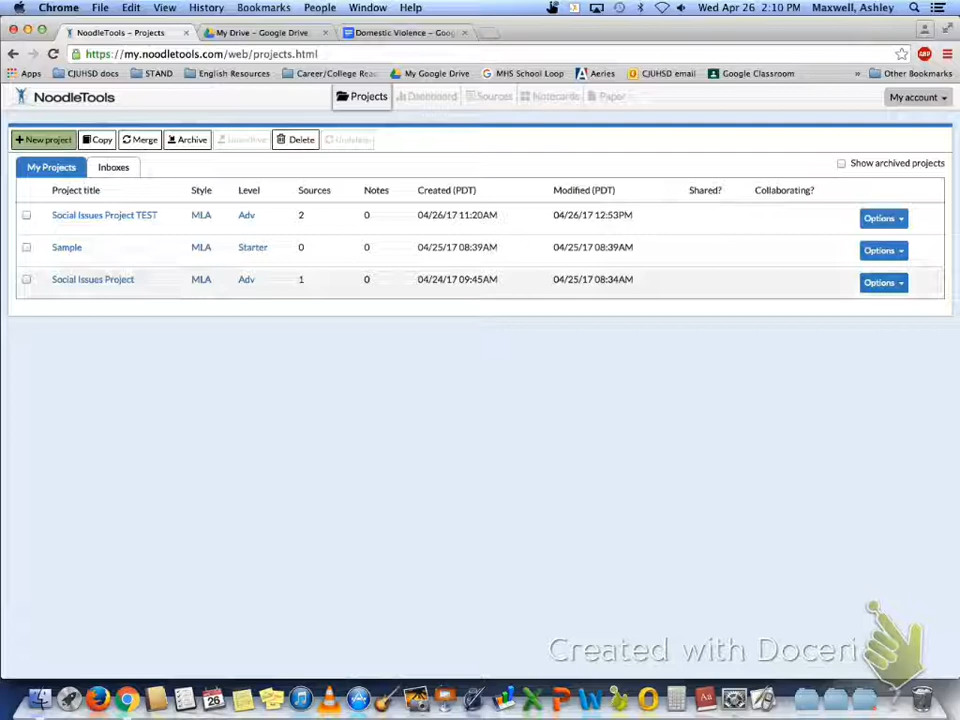 Chrome File Edit View History Bookmarks People Window Help Wed Apr 26 2:10 PM Maxwell, Ashley
NoodleTools – Projects My Drive – Google Drive Domestic Violence – Goo
https://my.noodletools.com/web/projects.html
Apps CJUHSD docs STAND English Resources Career/College Rea My Google Drive MHS School Loop Aeries CJUHSD email Google Classroom » Other Bookmarks
NoodleTools Projects Dashboard Sources Notecards Paper My account
+ New project Copy Merge Archive Delete Undelete
My Projects Inboxes Show archived projects
Project title Style Level Sources Notes Created (PDT) Modified (PDT) Shared? Collaborating?
Social Issues Project TEST MLA Adv 2 0 04/26/17 11:20AM 04/26/17 12:53PM Options
Sample MLA Starter 0 0 04/25/17 08:39AM 04/25/17 08:39AM Options
Social Issues Project MLA Adv 1 0 04/24/17 09:45AM 04/25/17 08:34AM Options
Created with Doceri
26